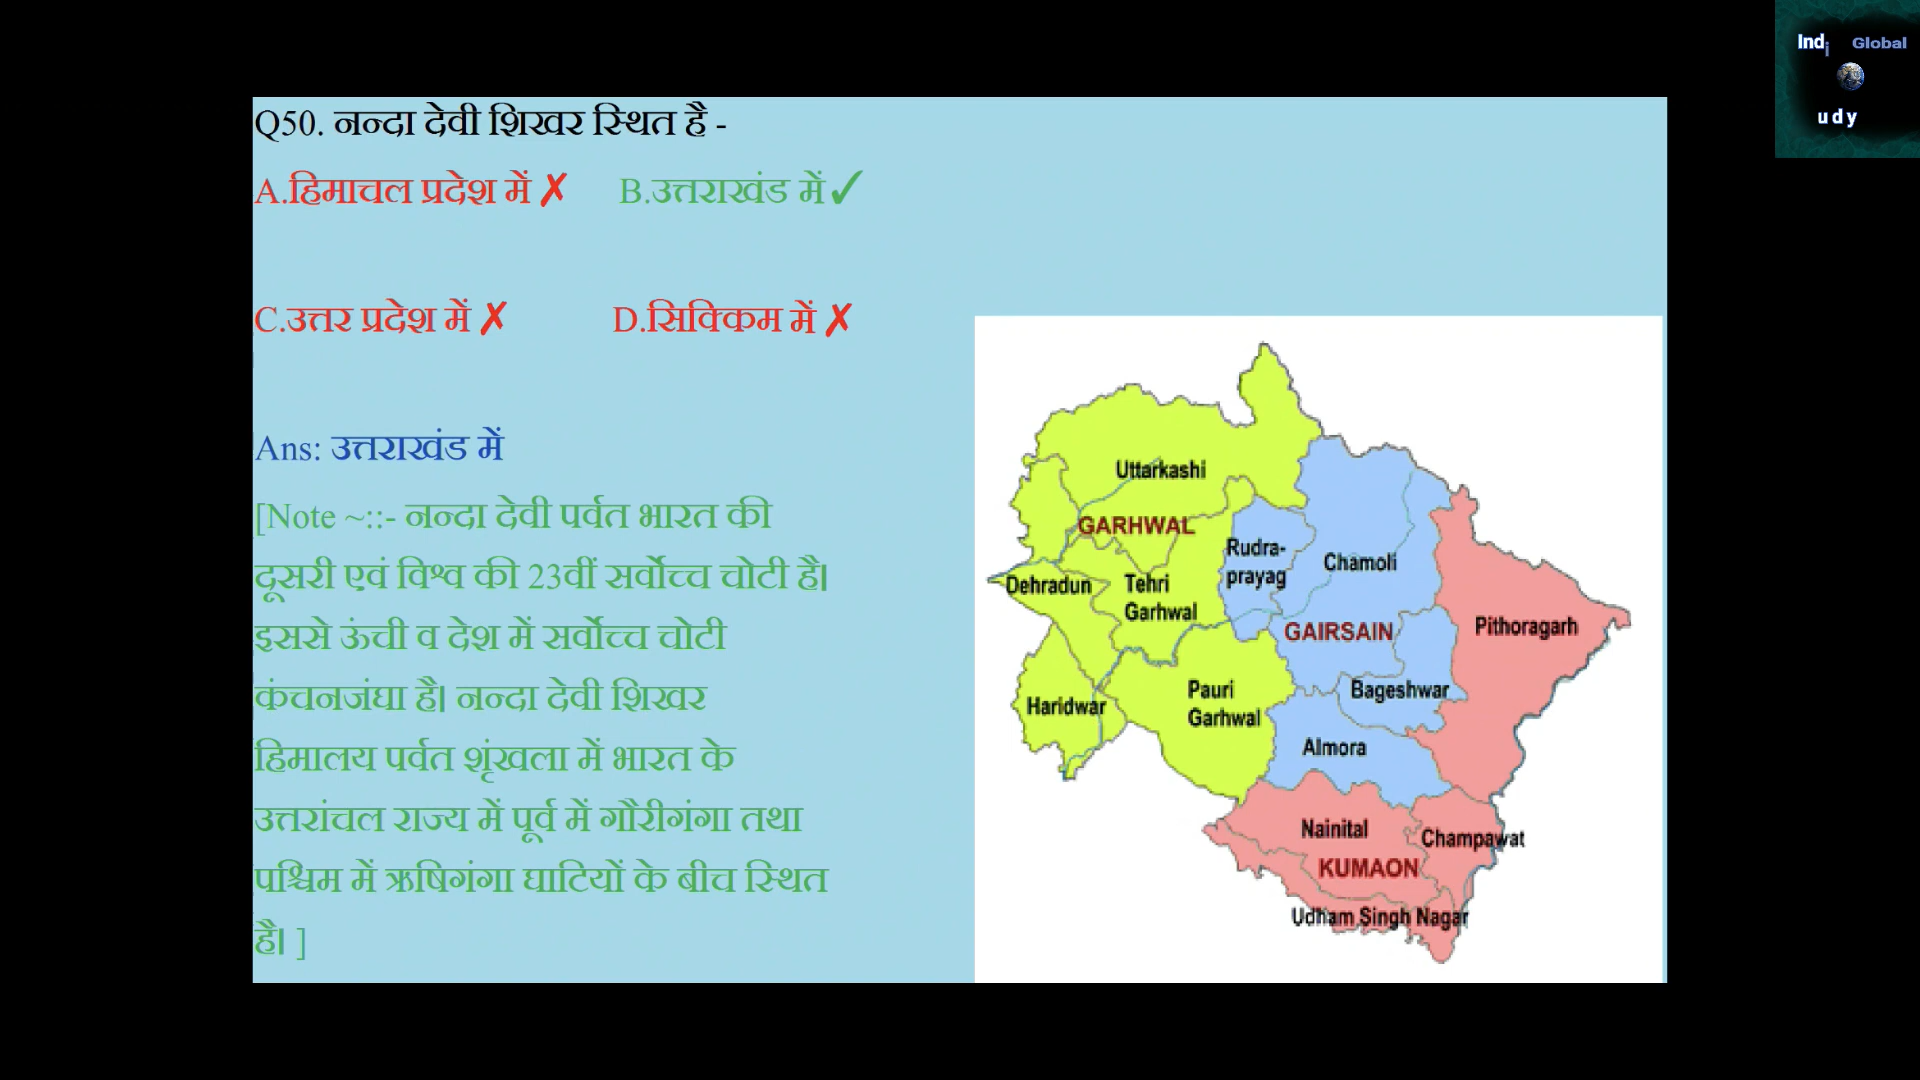 Indi Global
udy
Q50. नन्दा देवी शिखर स्थित है -
A.हिमाचल प्रदेश में ✗ B.उत्तराखंड में ✓
C.उत्तर प्रदेश में ✗ D.सिक्किम में ✗
Ans: उत्तराखंड में
[Note ~::- नन्दा देवी पर्वत भारत की
दूसरी एवं विश्व की 23वीं सर्वोच्च चोटी है।
इससे ऊंची व देश में सर्वोच्च चोटी
कंचनजंघा है। नन्दा देवी शिखर
हिमालय पर्वत शृंखला में भारत के
उत्तरांचल राज्य में पूर्व में गौरीगंगा तथा
पश्चिम में ऋषिगंगा घाटियों के बीच स्थित
है। ]
Uttarkashi
GARHWAL
Rudra-
prayag
Chamoli
Dehradun
Tehri
Garhwal
GAIRSAIN
Pithoragarh
Haridwar
Pauri
Garhwal
Bageshwar
Almora
Nainital
Champawat
KUMAON
Udham Singh Nagar